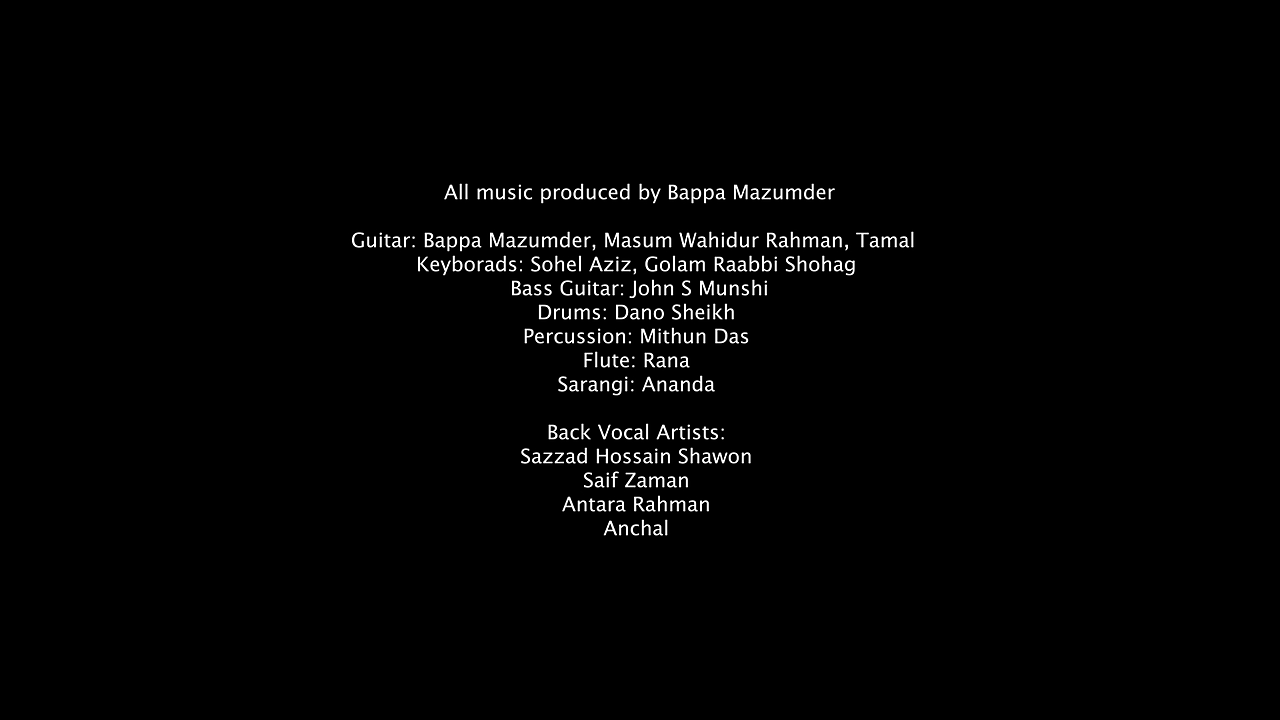 All music produced by Bappa Mazumder
Guitar: Bappa Mazumder, Masum Wahidur Rahman, Tamal
Keyborads: Sohel Aziz, Golam Raabbi Shohag
Bass Guitar: John S Munshi
Drums: Dano Sheikh
Percussion: Mithun Das
Flute: Rana
Sarangi: Ananda
Back Vocal Artists:
Sazzad Hossain Shawon
Saif Zaman
Antara Rahman
Anchal